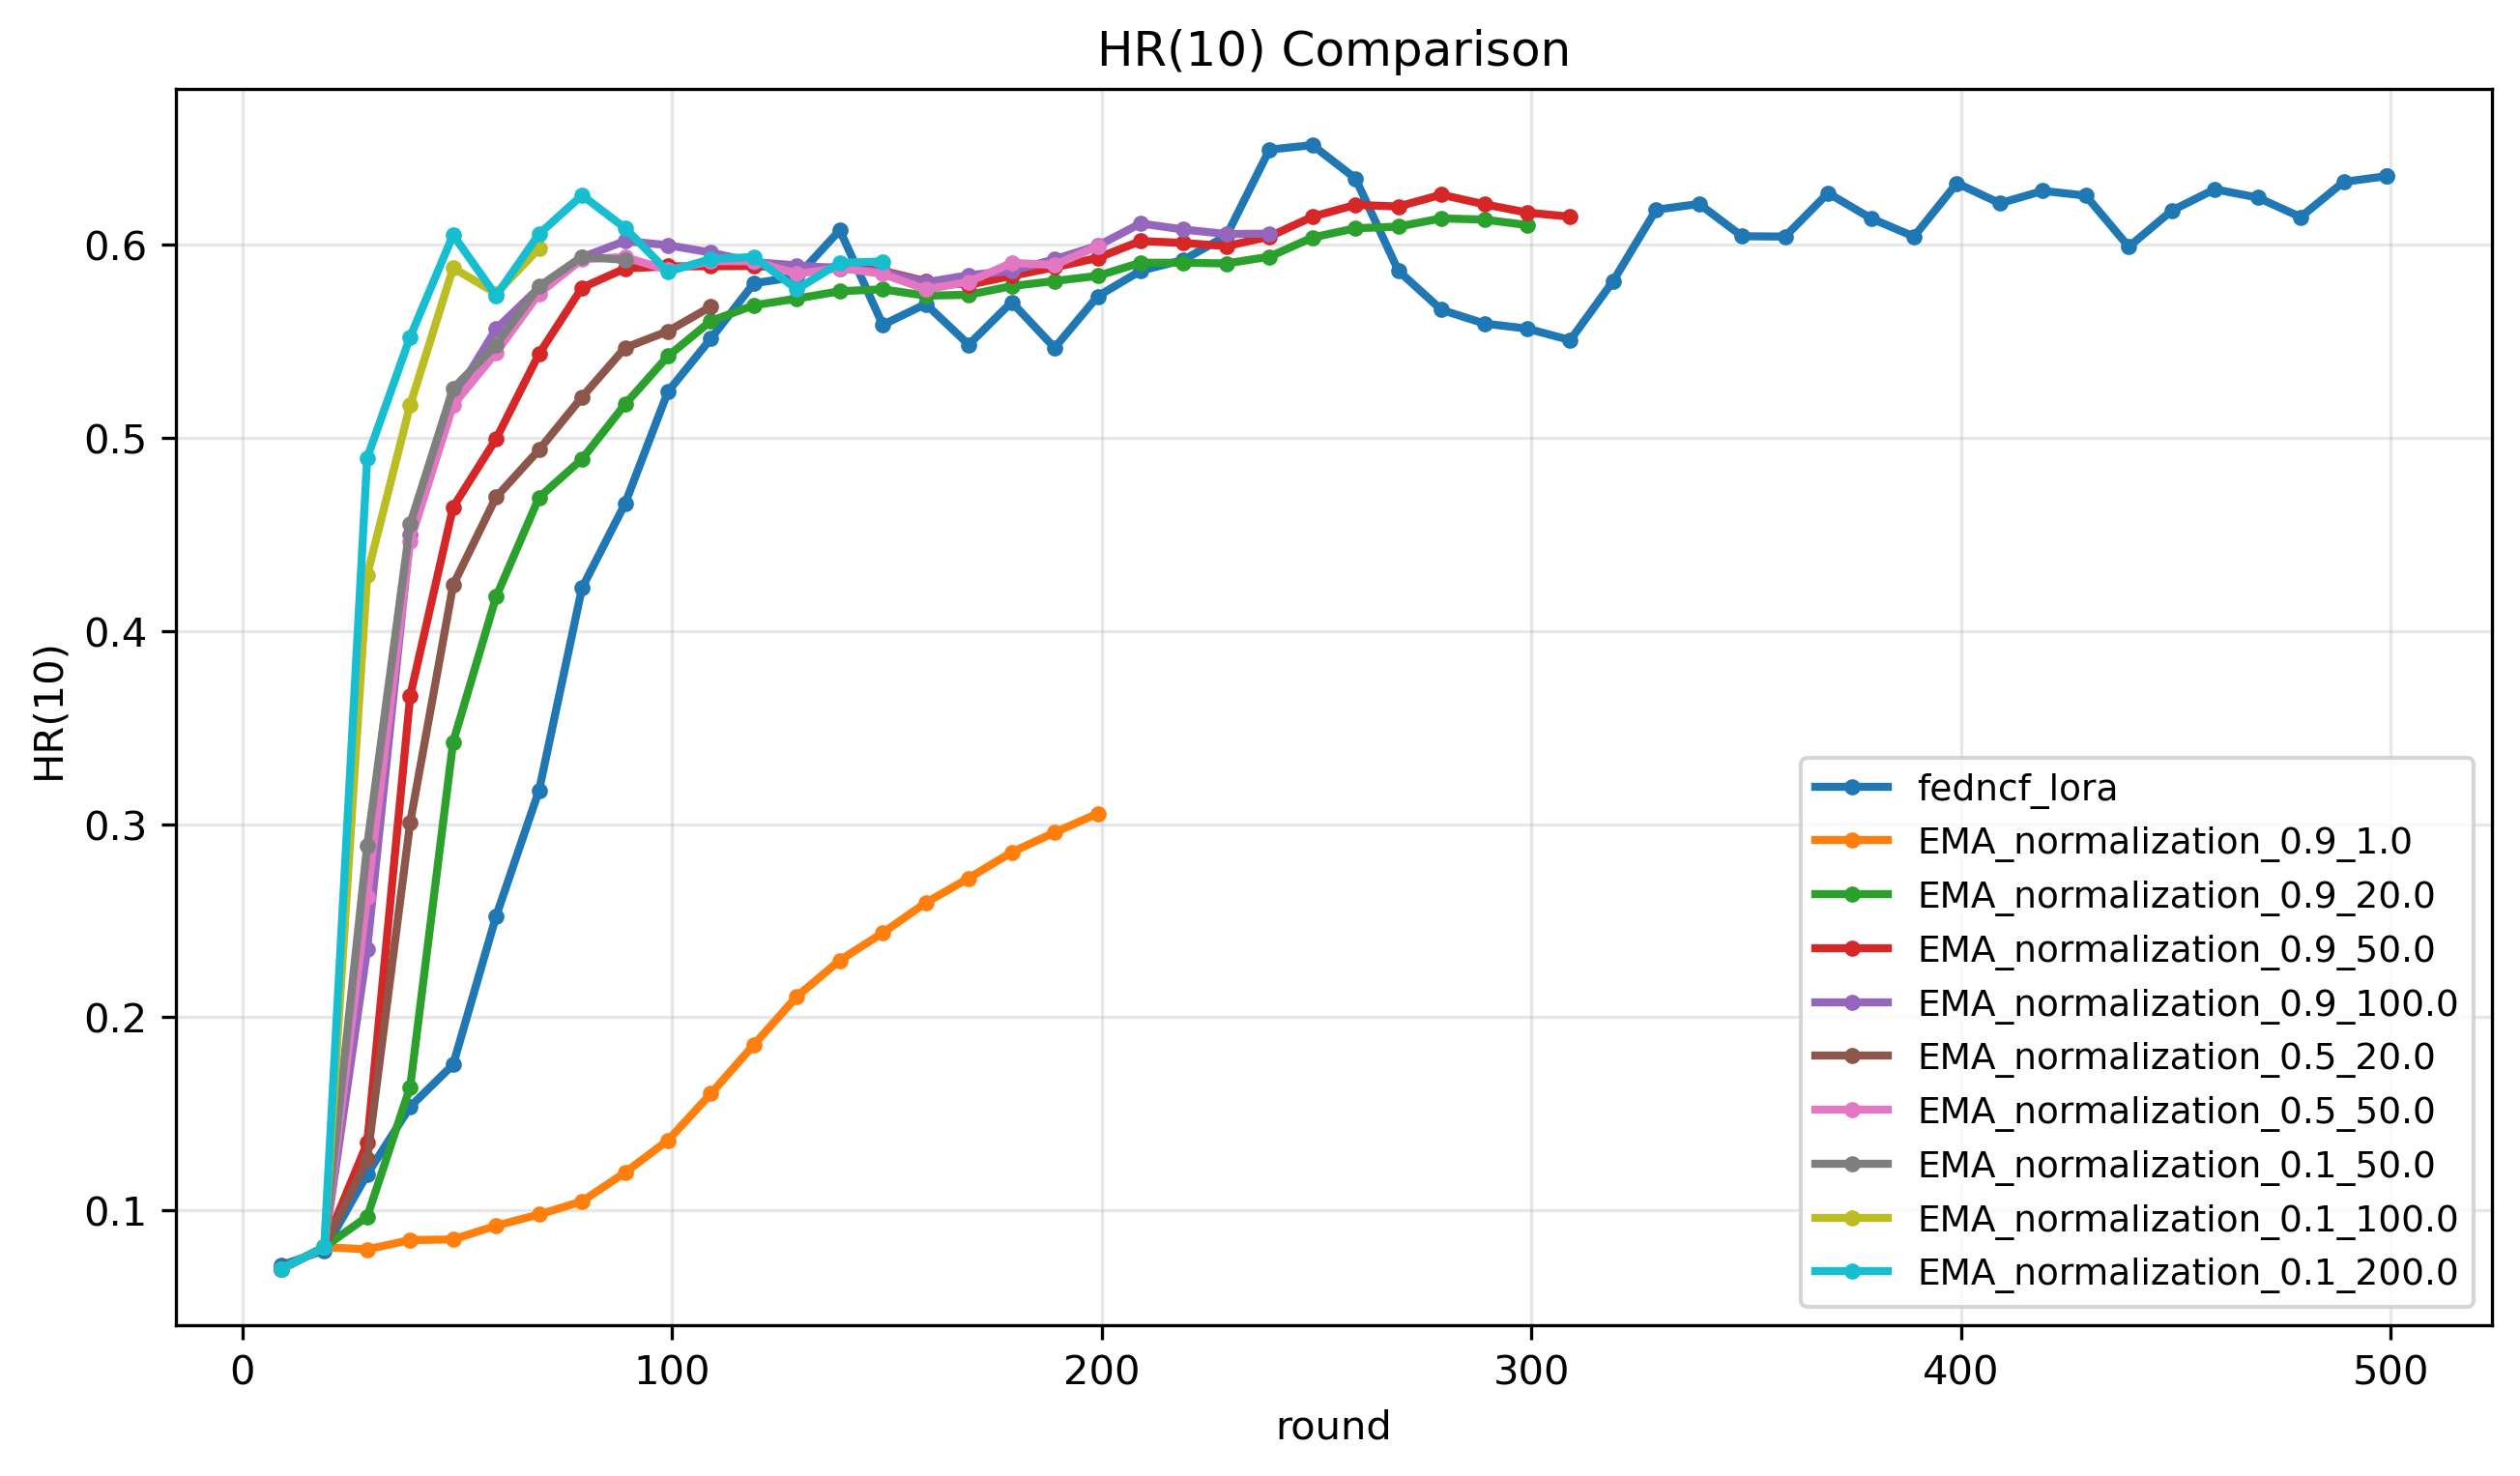 HR(10) Comparison
HR(10)
0.6
0.5
0.4
0.3
0.2
0.1
0 100 200 300 400 500
round
fedncf_lora
EMA_normalization_0.9_1.0
EMA_normalization_0.9_20.0
EMA_normalization_0.9_50.0
EMA_normalization_0.9_100.0
EMA_normalization_0.5_20.0
EMA_normalization_0.5_50.0
EMA_normalization_0.1_50.0
EMA_normalization_0.1_100.0
EMA_normalization_0.1_200.0